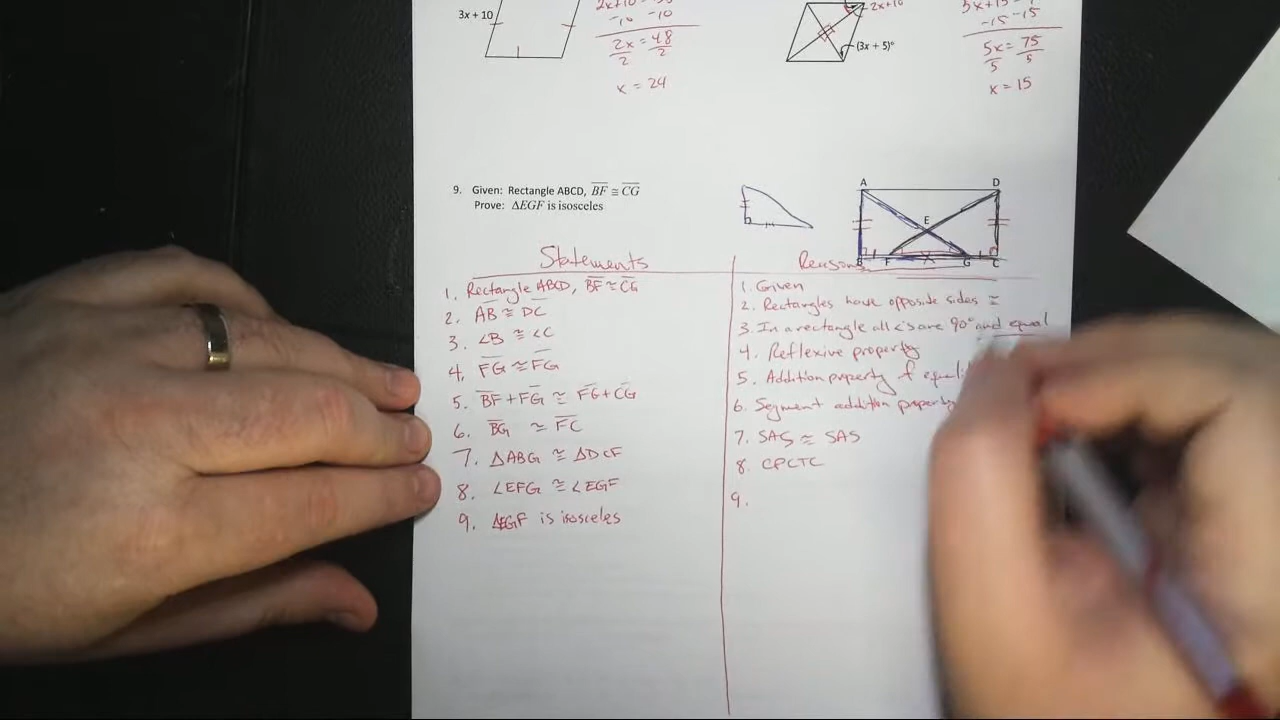 3x + 10
-10 -10
2x = 48
2 2
x = 24
2x+10
(3x + 5)°
-15 -15
5x = 75
5 5
x = 15
9. Given: Rectangle ABCD, BF ≅ CG
Prove: ΔEGF is isosceles
A D
E
F G C
Statements
Reasons
1. Rectangle ABCD, BF ≅ CG
1. Given
2. AB ≅ DC
2. Rectangles have opposite sides ≅
3. ∠B ≅ ∠C
3. In a rectangle all ∠'s are 90° and equal
4. FG ≅ FG
4. Reflexive property
5. BF + FG ≅ FG + CG
5. Addition property of
6. BG ≅ FC
6. Segment addition property
7. ΔABG ≅ ΔDCF
7. SAS ≅ SAS
8. ∠EFG ≅ ∠EGF
8. CPCTC
9. ΔEGF is isosceles
9.